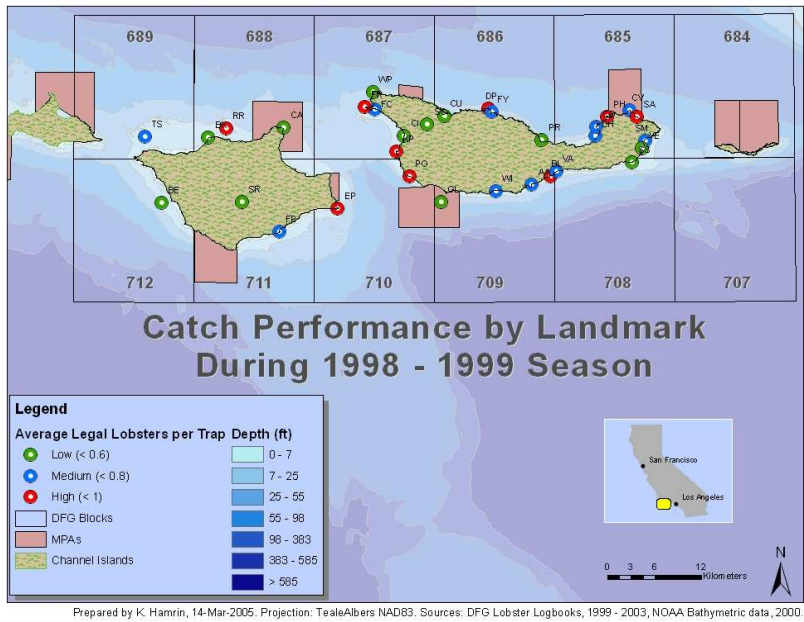 689 688 687 686 685 684
WP
TS RR CA FC CU DP FY PH CV SA
PR SM
PO WI VA
BE SR EP
FB
712 711 710 709 708 707
Catch Performance by Landmark
During 1998 - 1999 Season
Legend
Average Legal Lobsters per Trap Depth (ft)
Low (< 0.6) 0 - 7
Medium (< 0.8) 7 - 25
High (< 1) 25 - 55
DFG Blocks 55 - 98
MPAs 98 - 383
Channel Islands 383 - 585
> 585
San Francisco
Los Angeles
N
0 3 6 12
Kilometers
Prepared by K. Hamrin, 14-Mar-2005. Projection: TealeAlbers NAD83. Sources: DFG Lobster Logbooks, 1999 - 2003, NOAA Bathymetric data, 2000.